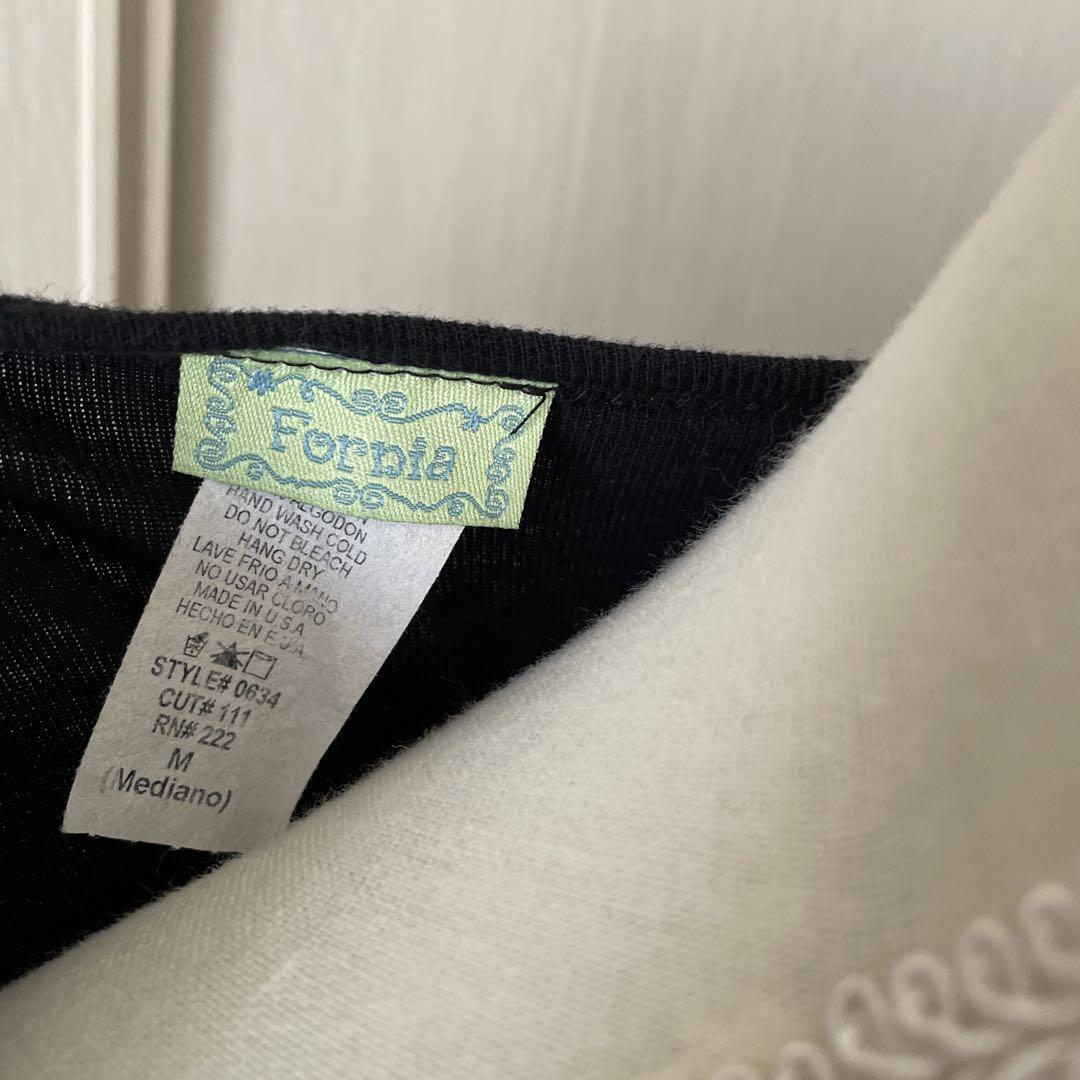 Fornia
ALGODON
HAND WASH COLD
DO NOT BLEACH
HANG DRY
LAVE FRIO A MANO
NO USAR CLORO
MADE IN U.S.A.
HECHO EN E.U.A.
STYLE# 0634
CUT# 111
RN# 222
M
(Mediano)